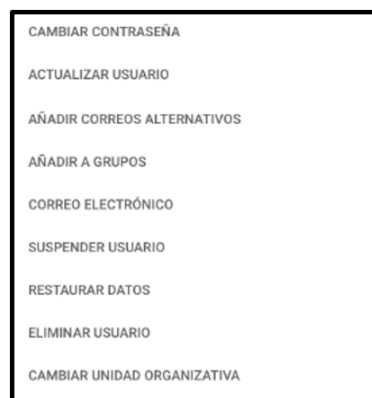 CAMBIAR CONTRASEÑA
ACTUALIZAR USUARIO
AÑADIR CORREOS ALTERNATIVOS
AÑADIR A GRUPOS
CORREO ELECTRÓNICO
SUSPENDER USUARIO
RESTAURAR DATOS
ELIMINAR USUARIO
CAMBIAR UNIDAD ORGANIZATIVA